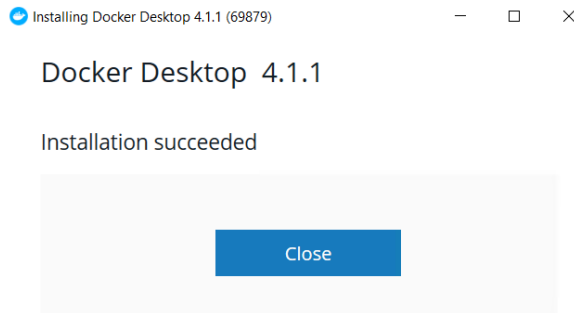 Installing Docker Desktop 4.1.1 (69879)
Docker Desktop 4.1.1
Installation succeeded
Close